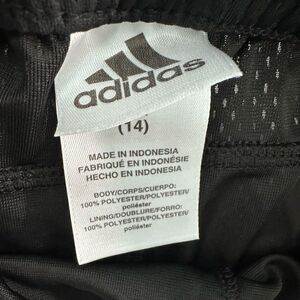 adidas
(14)
MADE IN INDONESIA
FABRIQUÉ EN INDONÉSIE
HECHO EN INDONESIA
BODY/CORPS/CUERPO:
100% POLYESTER/POLYESTER/
poliéster
LINING/DOUBLURE/FORRO:
100% POLYESTER/POLYESTER/
poliéster